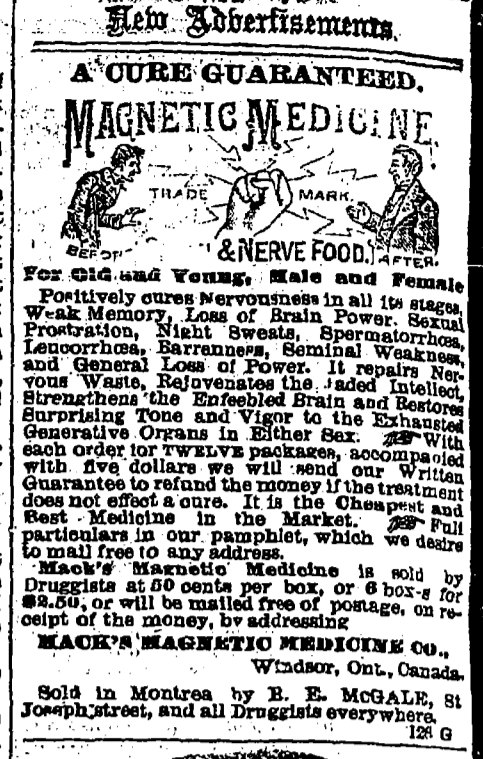 New Advertisements.
A CURE GUARANTEED.
MAGNETIC MEDICINE.
TRADE MARK
BEFOR & NERVE FOOD. AFTER.
For Old and Young, Male and Female
Positively cures Nervousness in all its stages,
Weak Memory, Loss of Brain Power. Sexual
Prostration, Night Sweats, Spermatorrhœa,
Leucorrhœa, Barrenness, Seminal Weakness,
and General Loss of Power. It repairs Ner-
vous Waste, Rejovenates the Jaded Intellect,
Strengthens the Enfeebled Brain and Restores
Surprising Tone and Vigor to the Exhausted
Generative Organs in Either Sex. ☞ With
each order for TWELVE packages, accompanied
with five dollars we will send our Written
Guarantee to refund the money if the treatment
does not effect a cure. It is the Cheapest and
Best Medicine in the Market. ☞ Full
particulars in our pamphlet, which we desire
to mail free to any address.
Mack's Magnetic Medicine is sold by
Druggists at 50 cents per box, or 6 box-s for
$2.50, or will be mailed free of postage, on re-
ceipt of the money, by addressing
MACK'S MAGNETIC MEDICINE CO.,
Windsor, Ont., Canada.
Sold in Montrea by B. E. McGALE, St
Joseph street, and all Druggists everywhere.
128 G